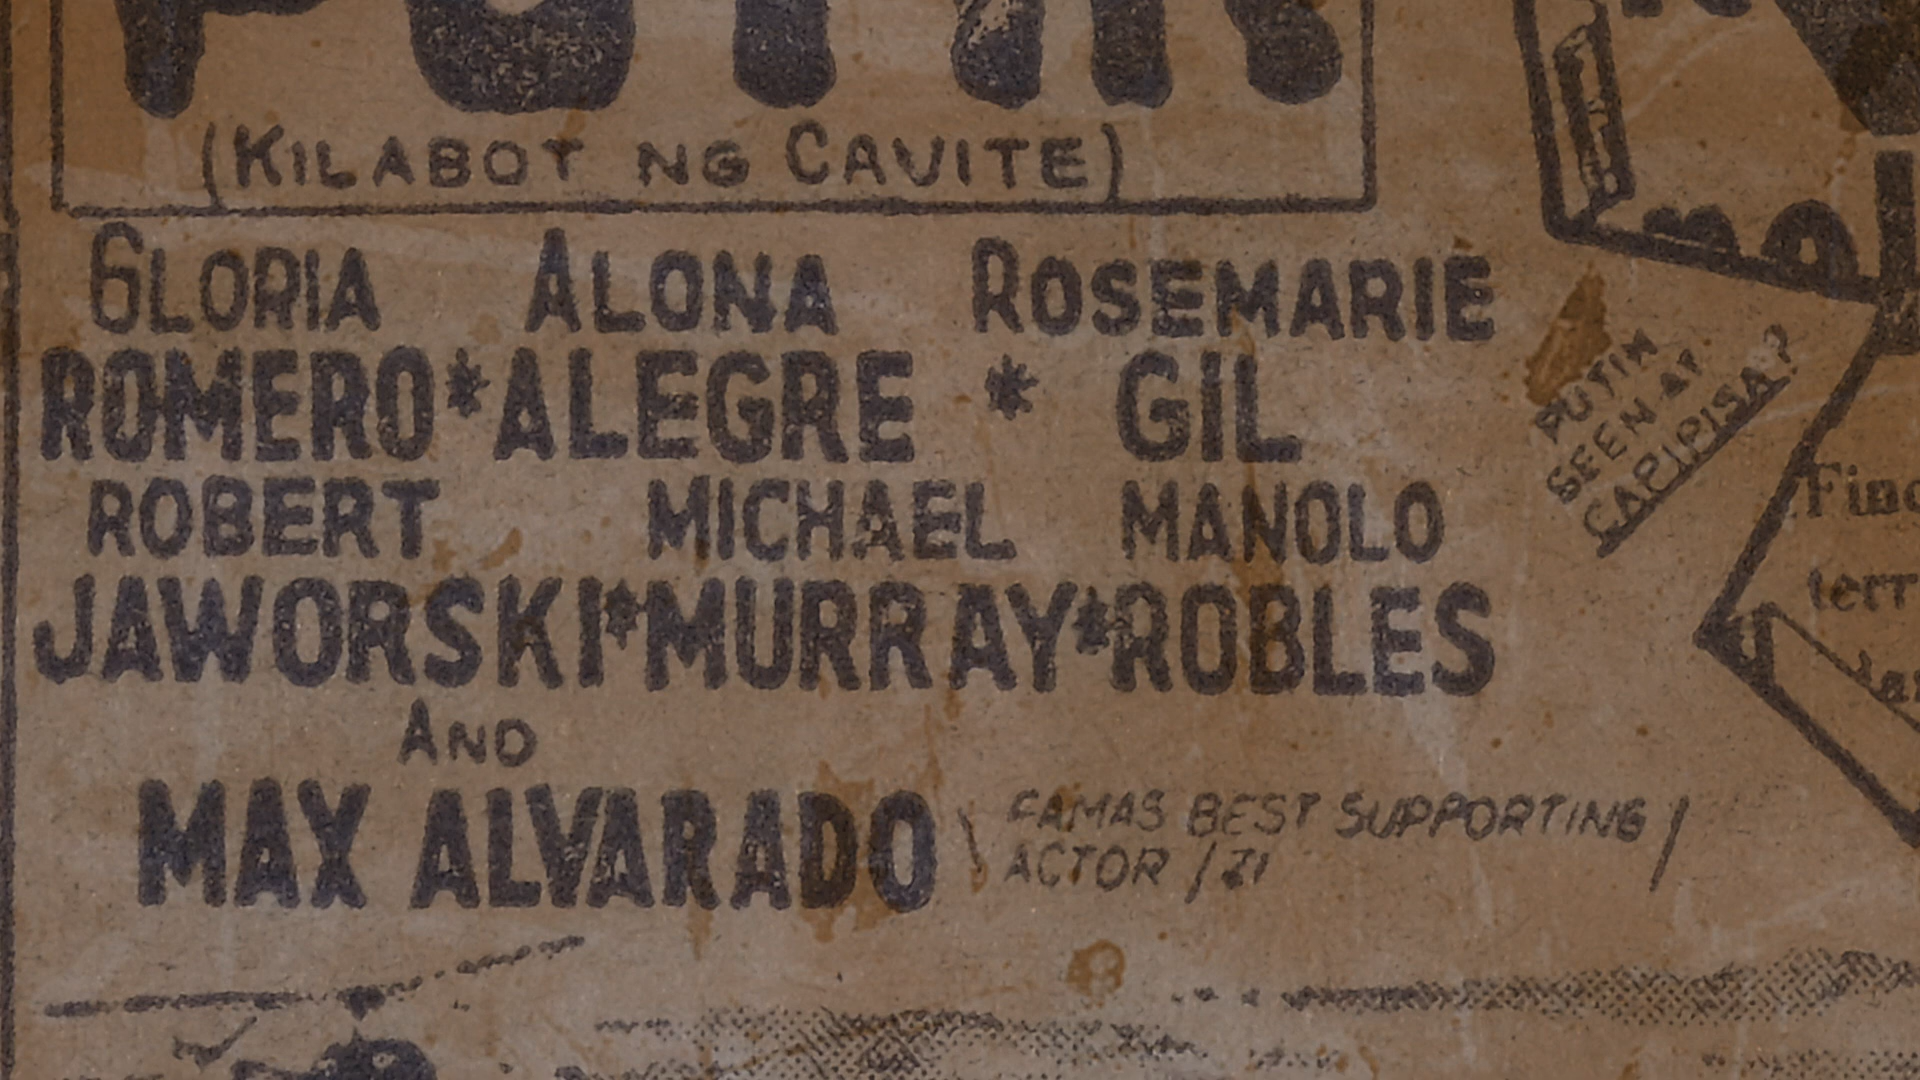 (KILABOT NG CAVITE)
GLORIA ALONA ROSEMARIE
ROMERO*ALEGRE * GIL
ROBERT MICHAEL MANOLO
JAWORSKI*MURRAY*ROBLES
AND
MAX ALVARADO
FAMAS BEST SUPPORTING
ACTOR /71
PUTIK
SEEN AT
CAPIPISA?